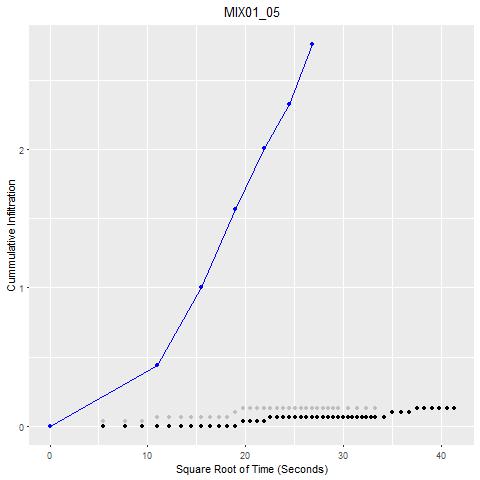 MIX01_05
Cummulative Infiltration
2
1
0
0 10 20 30 40
Square Root of Time (Seconds)